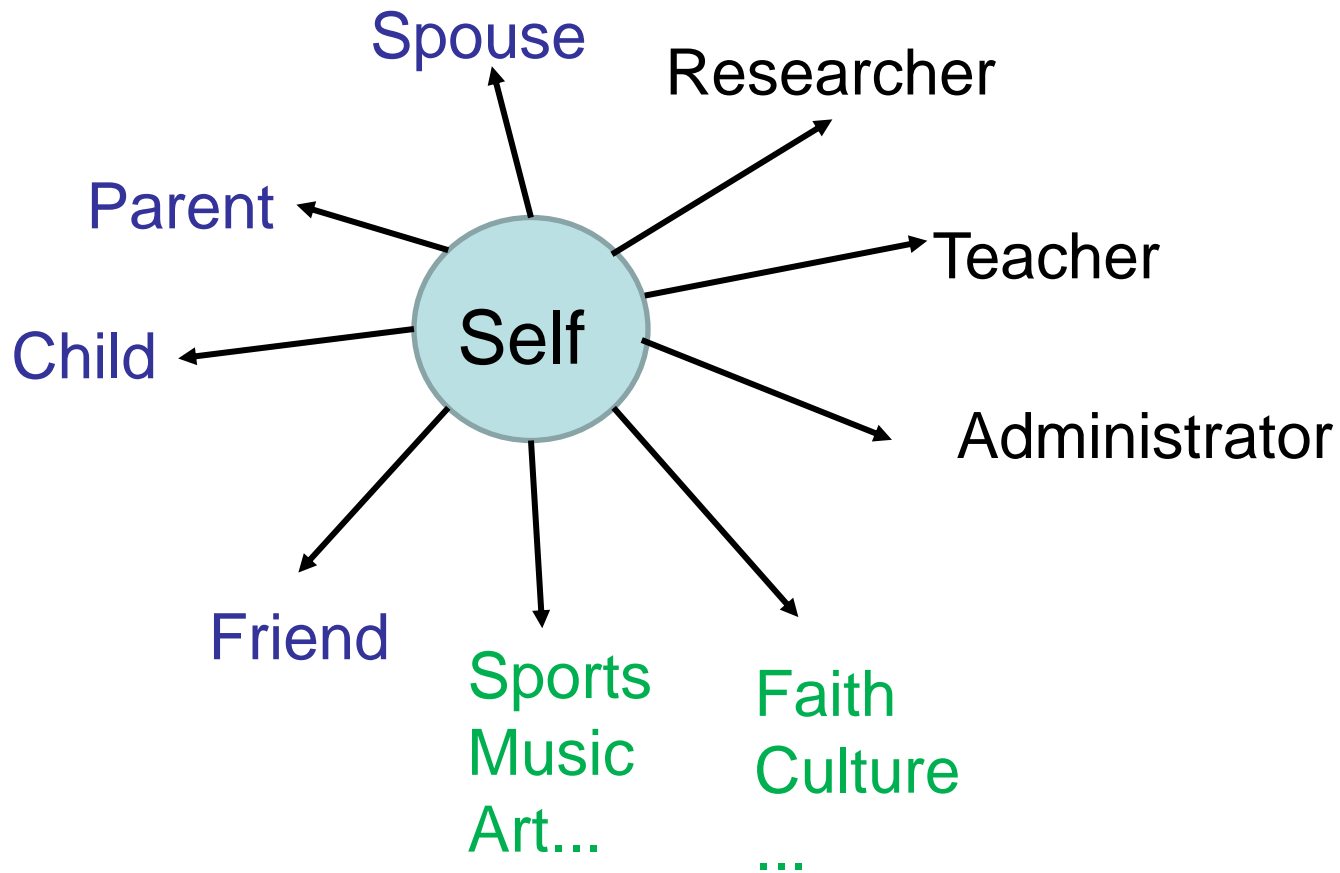 Spouse
Researcher
Parent
Teacher
Self
Child
Administrator
Friend
Sports
Music
Art...
Faith
Culture
...